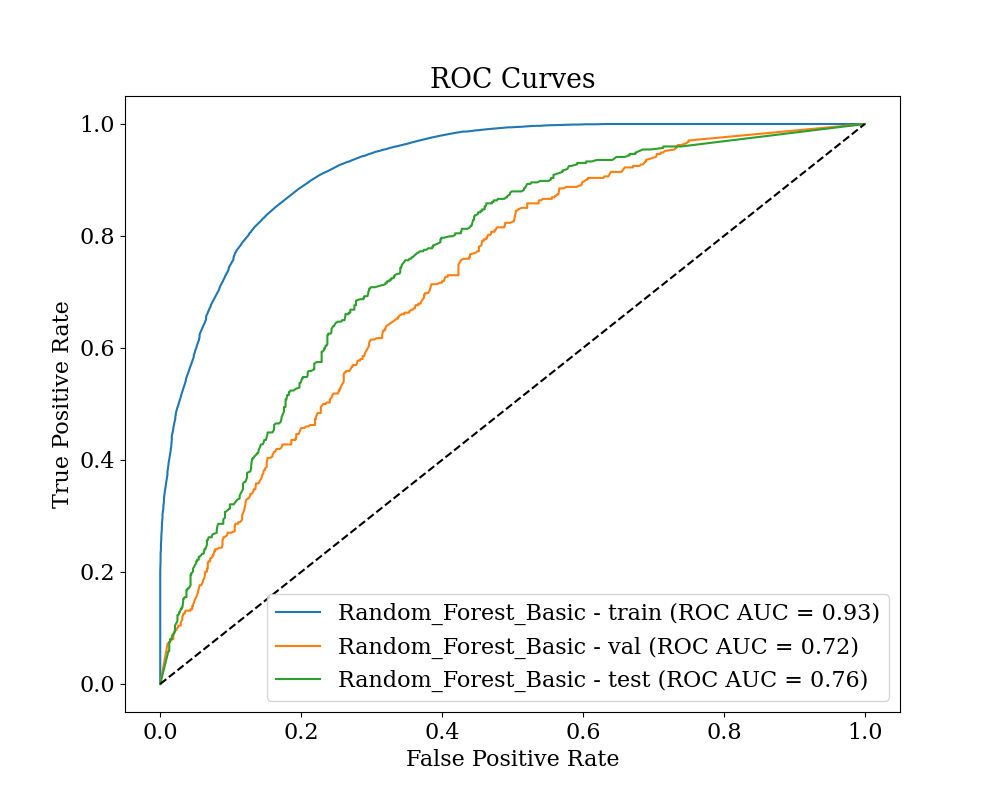 ROC Curves
True Positive Rate
1.0
0.8
0.6
0.4
0.2
0.0
Random_Forest_Basic - train (ROC AUC = 0.93)
Random_Forest_Basic - val (ROC AUC = 0.72)
Random_Forest_Basic - test (ROC AUC = 0.76)
0.0 0.2 0.4 0.6 0.8 1.0
False Positive Rate